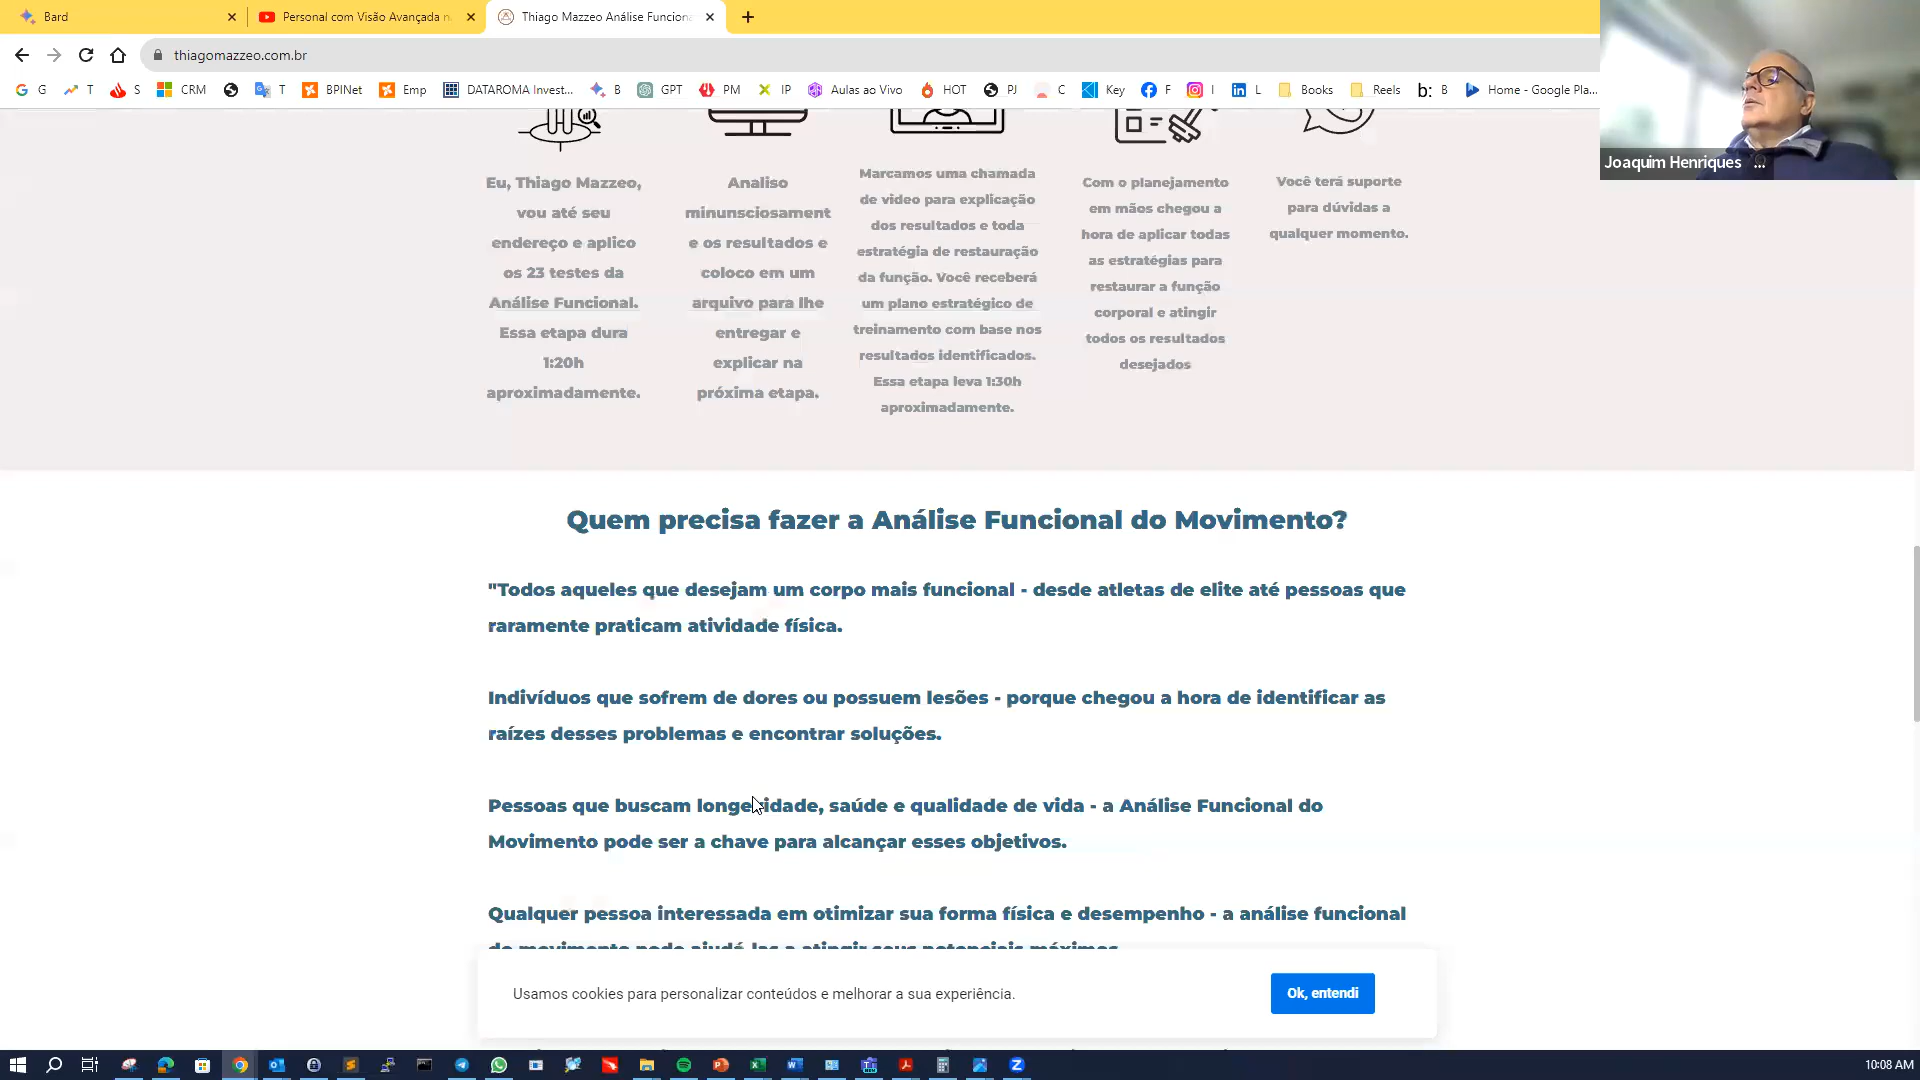 Bard
Personal com Visão Avançada n
Thiago Mazzeo Análise Funciona
thiagomazzeo.com.br
G
T
S
CRM
T
BPINet
Emp
DATAROMA Invest...
B
GPT
PM
IP
Aulas ao Vivo
HOT
PJ
C
Key
F
I
L
Books
Reels
b: B
Home - Google Pla...
Joaquim Henriques ...
Eu, Thiago Mazzeo,
vou até seu
endereço e aplico
os 23 testes da
Análise Funcional.
Essa etapa dura
1:20h
aproximadamente.
Analiso
minunsciosament
e os resultados e
coloco em um
arquivo para lhe
entregar e
explicar na
próxima etapa.
Marcamos uma chamada
de video para explicação
dos resultados e toda
estratégia de restauração
da função. Você receberá
um plano estratégico de
treinamento com base nos
resultados identificados.
Essa etapa leva 1:30h
aproximadamente.
Com o planejamento
em mãos chegou a
hora de aplicar todas
as estratégias para
restaurar a função
corporal e atingir
todos os resultados
desejados
Você terá suporte
para dúvidas a
qualquer momento.
Quem precisa fazer a Análise Funcional do Movimento?
"Todos aqueles que desejam um corpo mais funcional - desde atletas de elite até pessoas que
raramente praticam atividade física.
Indivíduos que sofrem de dores ou possuem lesões - porque chegou a hora de identificar as
raízes desses problemas e encontrar soluções.
Pessoas que buscam longevidade, saúde e qualidade de vida - a Análise Funcional do
Movimento pode ser a chave para alcançar esses objetivos.
Qualquer pessoa interessada em otimizar sua forma física e desempenho - a análise funcional
do movimento pode ajudá-las a atingir seus potenciais máximos.
Usamos cookies para personalizar conteúdos e melhorar a sua experiência.
Ok, entendi
10:08 AM